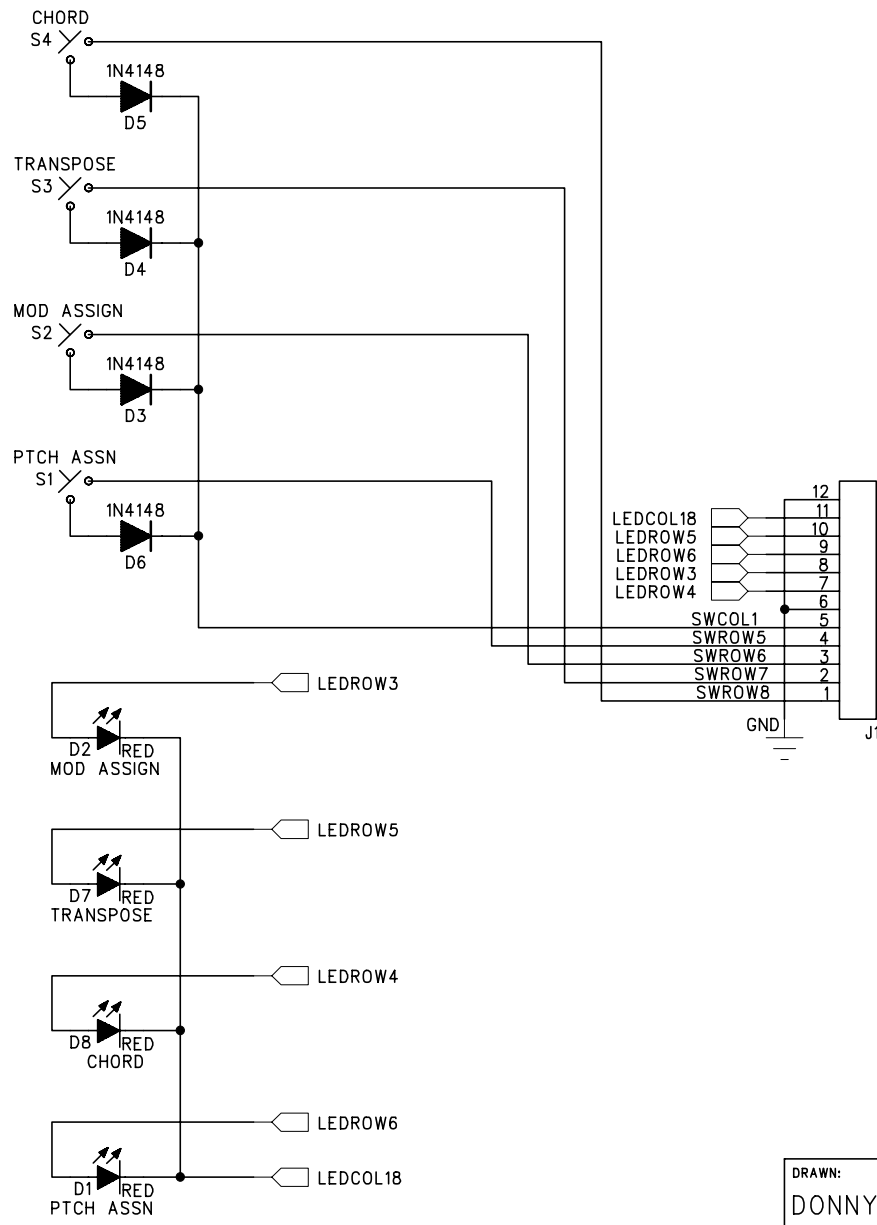 CHORD
S4
1N4148
D5
TRANSPOSE
S3
1N4148
D4
MOD ASSIGN
S2
1N4148
D3
PTCH ASSN
S1
1N4148
D6
12
LEDCOL18 11
LEDROW5 10
LEDROW6 9
LEDROW3 8
LEDROW4 7
6
SWCOL1 5
SWROW5 4
SWROW6 3
SWROW7 2
SWROW8 1
GND
J1
LEDROW3
D2 RED
MOD ASSIGN
LEDROW5
D7 RED
TRANSPOSE
LEDROW4
D8 RED
CHORD
LEDROW6
D1 RED
PTCH ASSN
LEDCOL18
DRAWN:
DONNY